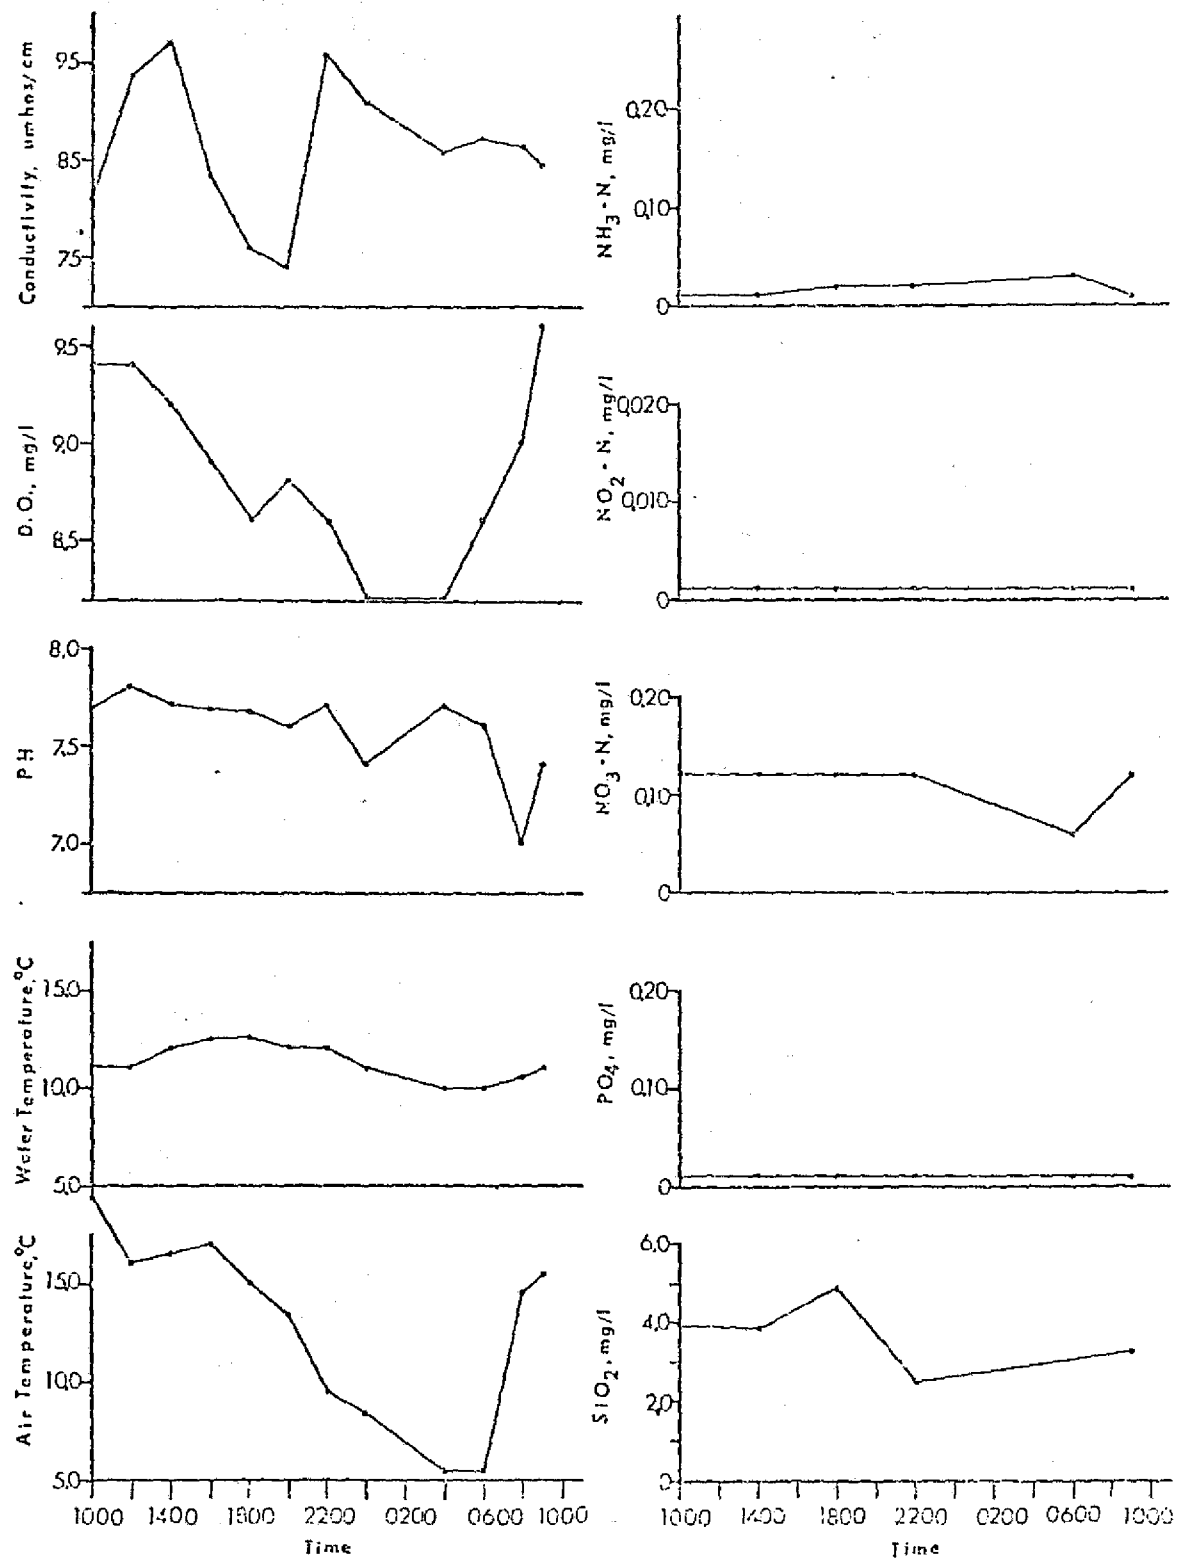 Conductivity, umhos/cm
95
85
75
D.O., mg/l
9.5
9.0
8.5
PH
8.0
7.5
7.0
Water Temperature, °C
15.0
10.0
5.0
Air Temperature, °C
15.0
10.0
5.0
1000 1400 1800 2200 0200 0600 1000
Time
NH3-N, mg/l
0.20
0.10
0
NO2-N, mg/l
0.020
0.010
0
NO3-N, mg/l
0.20
0.10
0
PO4, mg/l
0.20
0.10
0
SIO2, mg/l
6.0
4.0
2.0
0
1000 1400 1800 2200 0200 0600 1000
Time